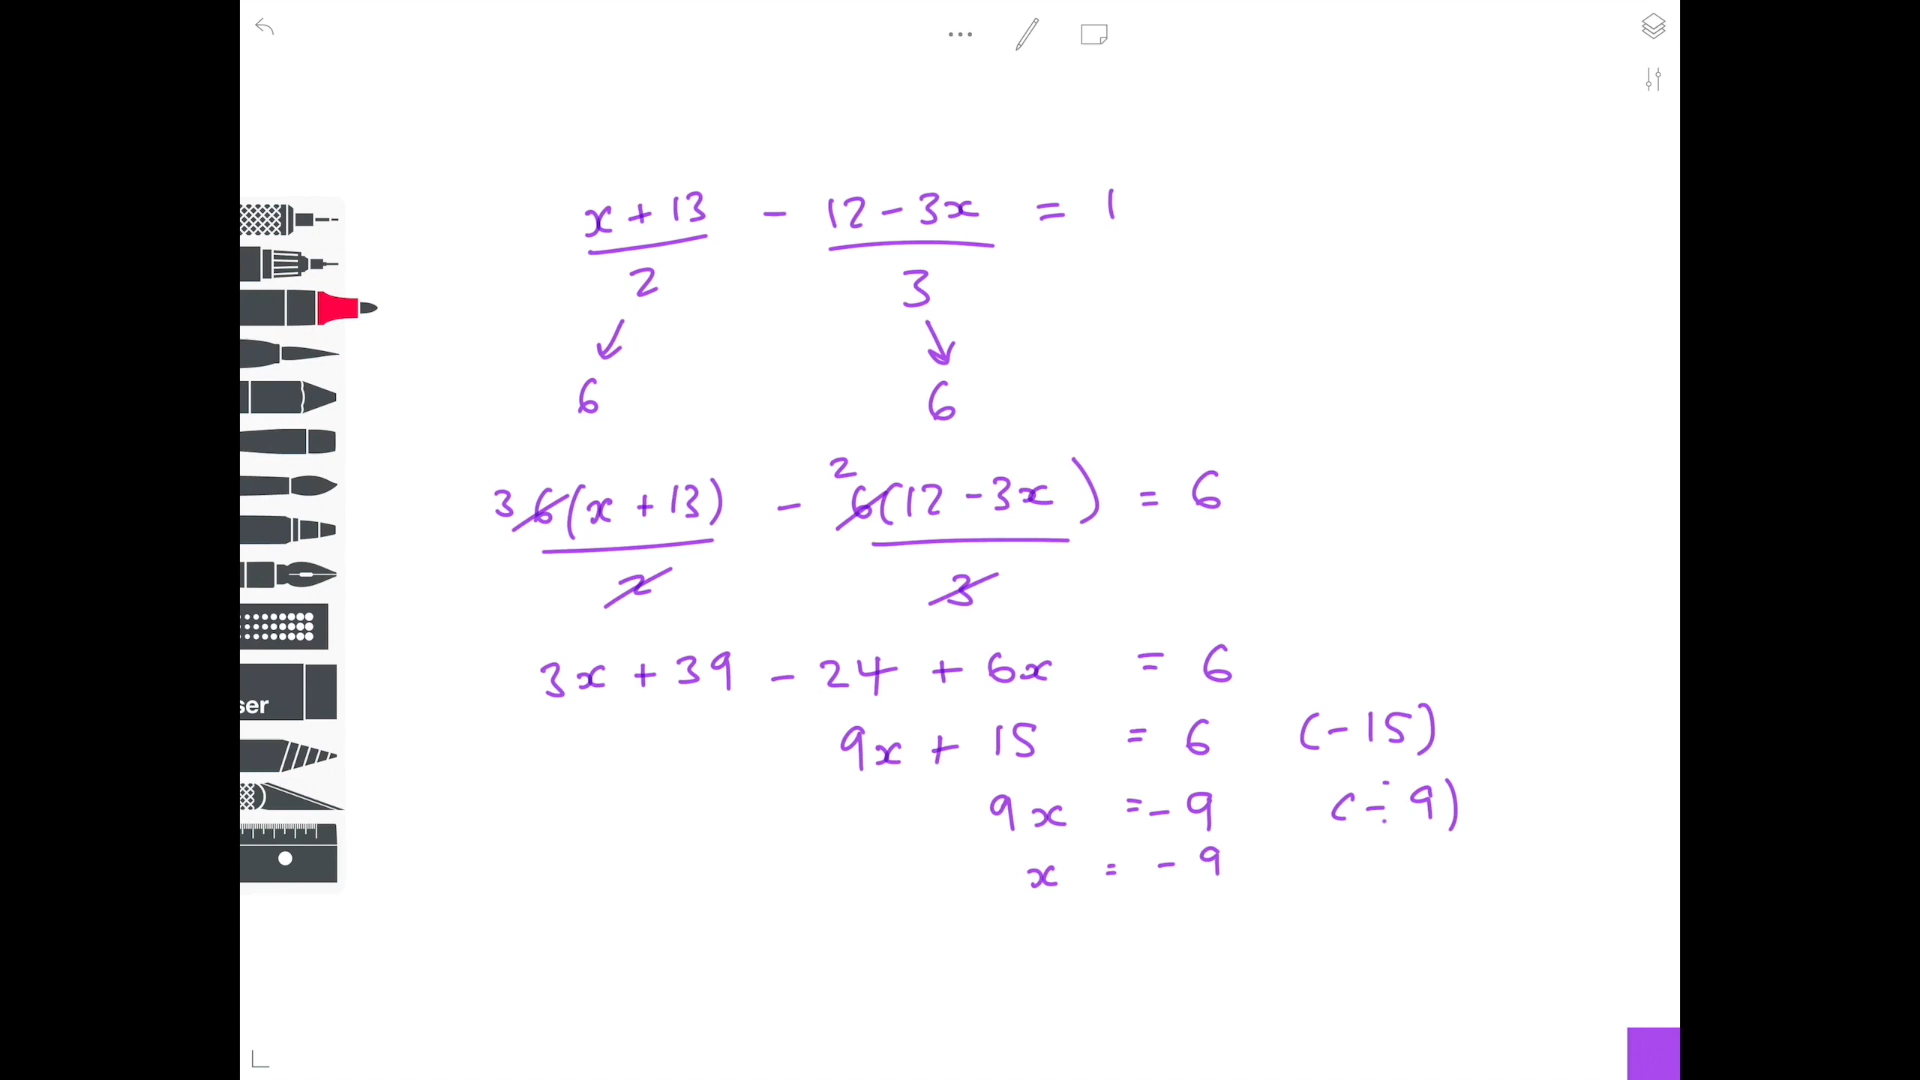 x + 13 - 12 - 3x = 1
2 3
6 6
3 6(x + 13) - 2 6(12 - 3x) = 6
2 3
3x + 39 - 24 + 6x = 6
9x + 15 = 6 (-15)
9x = -9 (÷9)
x = -9
ser